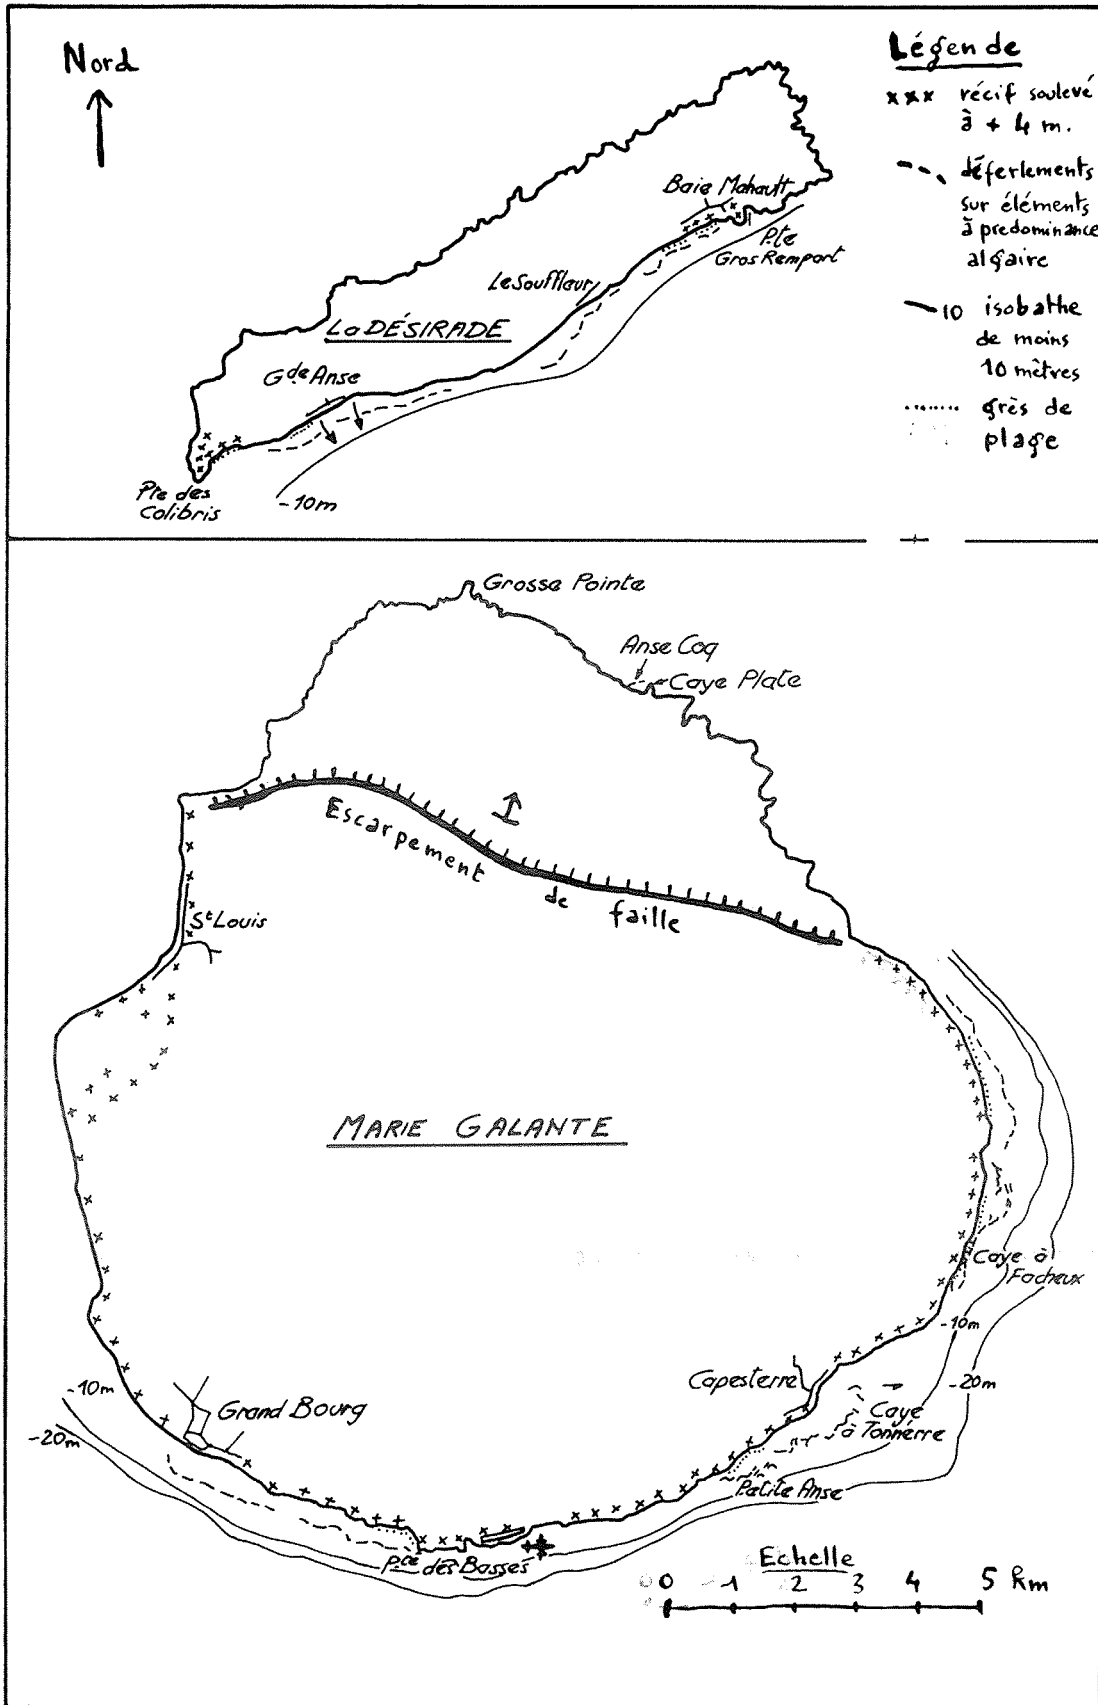 Nord
Légende
xxx récif soulevé
à + 4 m.
déferlements
sur éléments
à predominance
algaire
10 isobathe
de moins
10 mètres
grès de
plage
Baie Mahault
Pte
Gros Rempart
Le Souffleur
La DÉSIRADE
Gde Anse
Pte des
Colibris
-10m
Grosse Pointe
Anse Coq
Caye Plate
Escarpement de faille
St Louis
MARIE GALANTE
Caye à
Facheux
-10m
-20m
Capesterre
Caye
à Tonnerre
Petite Anse
-10m
-20m
Grand Bourg
Pte des Basses
Echelle
0 1 2 3 4 5 km